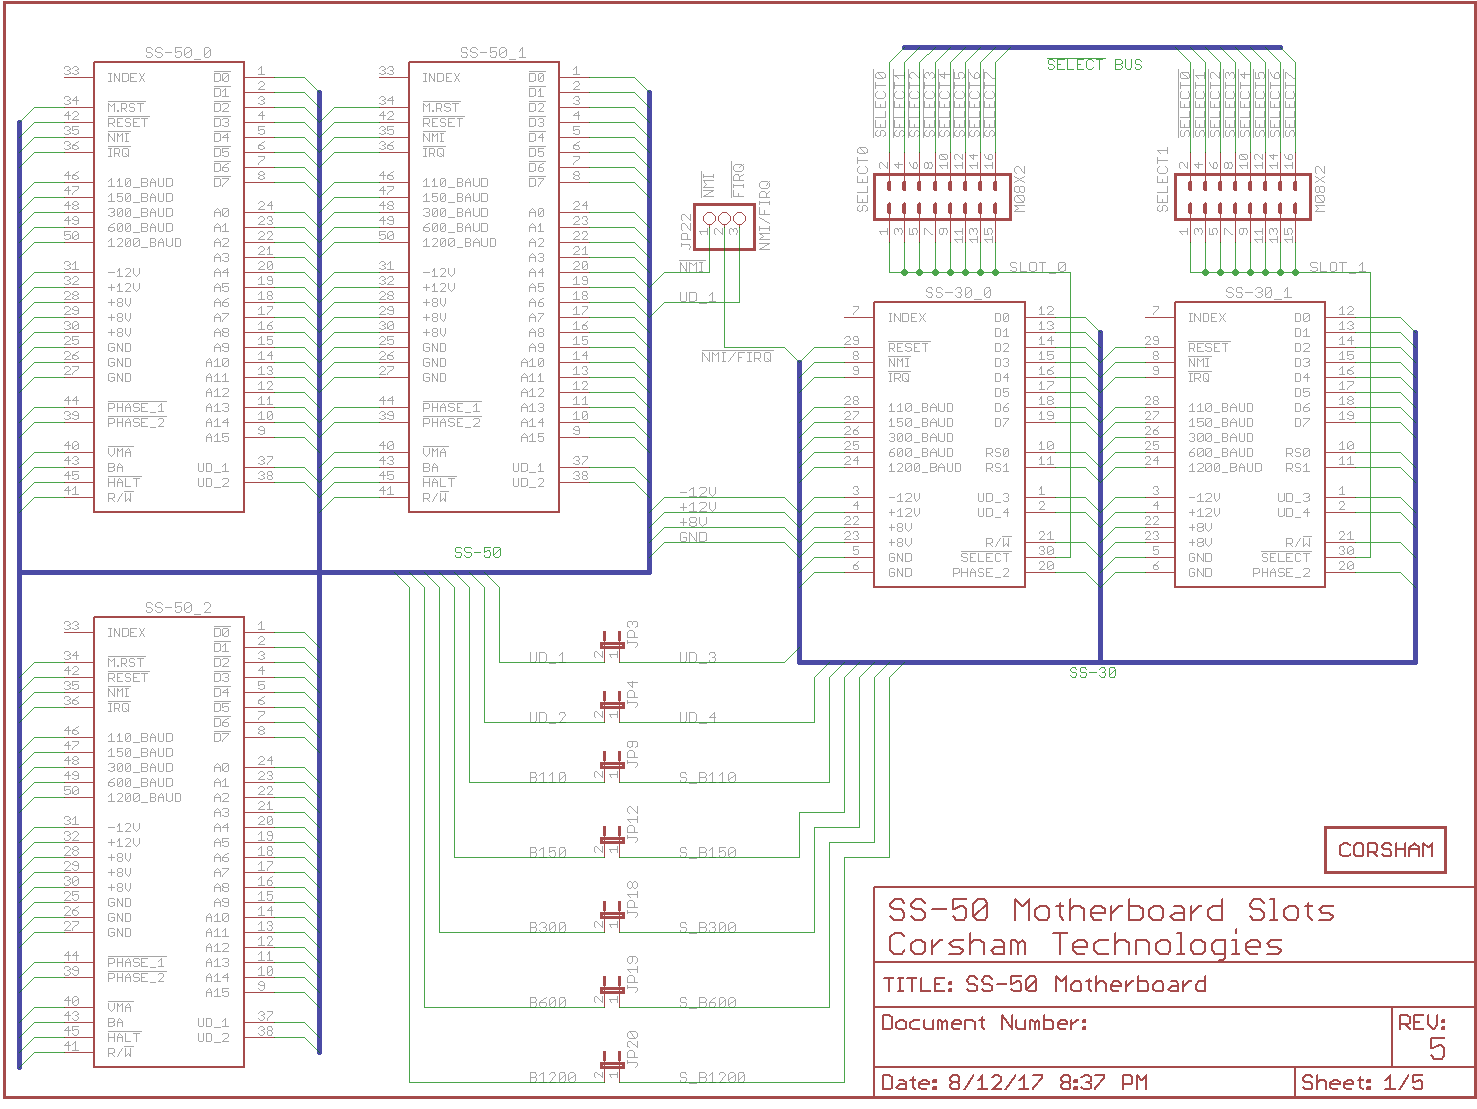 SS-50_0
33 INDEX D0 1
D1 2
34 M.RST D2 3
42 RESET D3 4
35 NMI D4 5
36 IRQ D5 6
D6 7
46 110_BAUD D7 8
47 150_BAUD
48 300_BAUD A0 24
49 600_BAUD A1 23
50 1200_BAUD A2 22
A3 21
31 -12V A4 20
32 +12V A5 19
28 +8V A6 18
29 +8V A7 17
30 +8V A8 16
25 GND A9 15
26 GND A10 14
27 GND A11 13
A12 12
44 PHASE_1 A13 11
39 PHASE_2 A14 10
A15 9
40 VMA
43 BA UD_1 37
45 HALT UD_2 38
41 R/W
SS-50_1
33 INDEX D0 1
D1 2
34 M.RST D2 3
42 RESET D3 4
35 NMI D4 5
36 IRQ D5 6
D6 7
46 110_BAUD D7 8
47 150_BAUD
48 300_BAUD A0 24
49 600_BAUD A1 23
50 1200_BAUD A2 22
A3 21
31 -12V A4 20
32 +12V A5 19
28 +8V A6 18
29 +8V A7 17
30 +8V A8 16
25 GND A9 15
26 GND A10 14
27 GND A11 13
A12 12
44 PHASE_1 A13 11
39 PHASE_2 A14 10
A15 9
40 VMA
43 BA UD_1 37
45 HALT UD_2 38
41 R/W
SS-50
SS-50_2
33 INDEX D0 1
D1 2
34 M.RST D2 3
42 RESET D3 4
35 NMI D4 5
36 IRQ D5 6
D6 7
46 110_BAUD D7 8
47 150_BAUD
48 300_BAUD A0 24
49 600_BAUD A1 23
50 1200_BAUD A2 22
A3 21
31 -12V A4 20
32 +12V A5 19
28 +8V A6 18
29 +8V A7 17
30 +8V A8 16
25 GND A9 15
26 GND A10 14
27 GND A11 13
A12 12
44 PHASE_1 A13 11
39 PHASE_2 A14 10
A15 9
40 VMA
43 BA UD_1 37
45 HALT UD_2 38
41 R/W
JP22
NMI
FIRQ
NMI/FIRQ
1 2 3
NMI
UD_1
NMI/FIRQ
-12V
+12V
+8V
GND
SELECT BUS
SELECT0 SELECT1 SELECT2 SELECT3 SELECT4 SELECT5 SELECT6 SELECT7
SELECT0
2 4 6 8 10 12 14 16
M08X2
1 3 5 7 9 11 13 15
SLOT_0
SELECT0 SELECT1 SELECT2 SELECT3 SELECT4 SELECT5 SELECT6 SELECT7
SELECT1
2 4 6 8 10 12 14 16
M08X2
1 3 5 7 9 11 13 15
SLOT_1
SS-30_0
7 INDEX D0 12
D1 13
29 RESET D2 14
8 NMI D3 15
9 IRQ D4 16
D5 17
28 110_BAUD D6 18
27 150_BAUD D7 19
26 300_BAUD
25 600_BAUD RS0 10
24 1200_BAUD RS1 11
3 -12V UD_3 1
4 +12V UD_4 2
22 +8V
23 +8V R/W 21
5 GND SELECT 30
6 GND PHASE_2 20
SS-30_1
7 INDEX D0 12
D1 13
29 RESET D2 14
8 NMI D3 15
9 IRQ D4 16
D5 17
28 110_BAUD D6 18
27 150_BAUD D7 19
26 300_BAUD
25 600_BAUD RS0 10
24 1200_BAUD RS1 11
3 -12V UD_3 1
4 +12V UD_4 2
22 +8V
23 +8V R/W 21
5 GND SELECT 30
6 GND PHASE_2 20
SS-30
UD_1 2 1 JP3 UD_3
UD_2 2 1 JP4 UD_4
B110 2 1 JP9 S_B110
B150 2 1 JP12 S_B150
B300 2 1 JP18 S_B300
B600 2 1 JP19 S_B600
B1200 2 1 JP20 S_B1200
CORSHAM
SS-50 Motherboard Slots
Corsham Technologies
TITLE: SS-50 Motherboard
Document Number:
REV:
5
Date: 8/12/17 8:37 PM
Sheet: 1/5